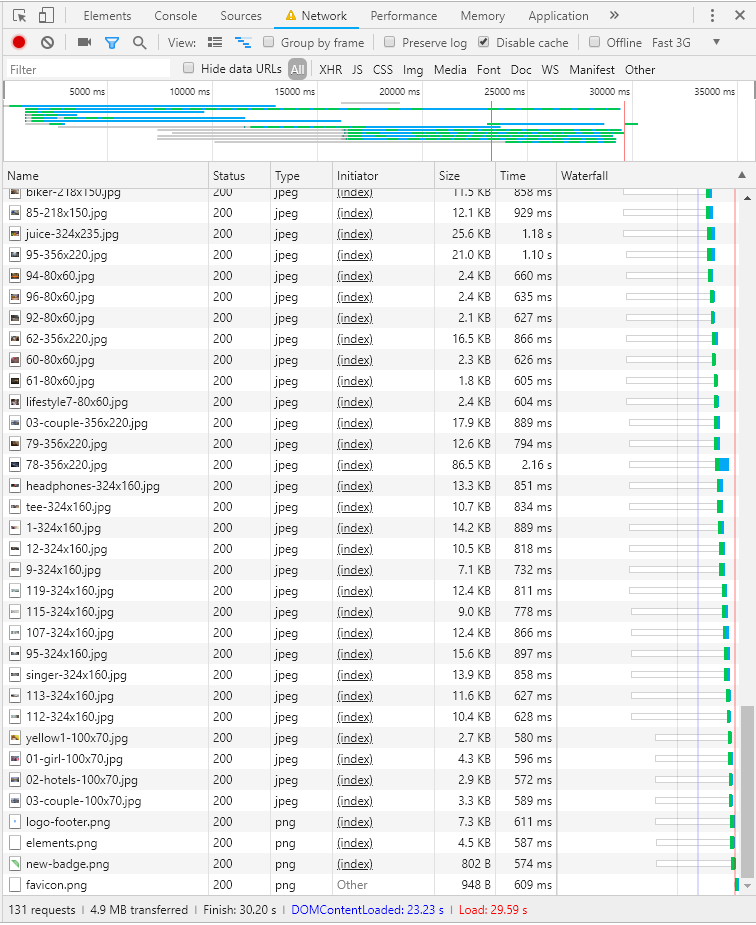 Elements Console Sources Network Performance Memory Application
View: Group by frame Preserve log Disable cache Offline Fast 3G
Filter Hide data URLs All XHR JS CSS Img Media Font Doc WS Manifest Other
5000 ms 10000 ms 15000 ms 20000 ms 25000 ms 30000 ms 35000 ms
Name Status Type Initiator Size Time Waterfall
biker-218x150.jpg 200 jpeg (index) 11.5 KB 858 ms
85-218x150.jpg 200 jpeg (index) 12.1 KB 929 ms
juice-324x235.jpg 200 jpeg (index) 25.6 KB 1.18 s
95-356x220.jpg 200 jpeg (index) 21.0 KB 1.10 s
94-80x60.jpg 200 jpeg (index) 2.4 KB 660 ms
96-80x60.jpg 200 jpeg (index) 2.4 KB 635 ms
92-80x60.jpg 200 jpeg (index) 2.1 KB 627 ms
62-356x220.jpg 200 jpeg (index) 16.5 KB 866 ms
60-80x60.jpg 200 jpeg (index) 2.3 KB 626 ms
61-80x60.jpg 200 jpeg (index) 1.8 KB 605 ms
lifestyle7-80x60.jpg 200 jpeg (index) 2.4 KB 604 ms
03-couple-356x220.jpg 200 jpeg (index) 17.9 KB 889 ms
79-356x220.jpg 200 jpeg (index) 12.6 KB 794 ms
78-356x220.jpg 200 jpeg (index) 86.5 KB 2.16 s
headphones-324x160.jpg 200 jpeg (index) 13.3 KB 851 ms
tee-324x160.jpg 200 jpeg (index) 10.7 KB 834 ms
1-324x160.jpg 200 jpeg (index) 14.2 KB 889 ms
12-324x160.jpg 200 jpeg (index) 10.5 KB 818 ms
9-324x160.jpg 200 jpeg (index) 7.1 KB 732 ms
119-324x160.jpg 200 jpeg (index) 12.4 KB 811 ms
115-324x160.jpg 200 jpeg (index) 9.0 KB 778 ms
107-324x160.jpg 200 jpeg (index) 12.4 KB 866 ms
95-324x160.jpg 200 jpeg (index) 15.6 KB 897 ms
singer-324x160.jpg 200 jpeg (index) 13.9 KB 858 ms
113-324x160.jpg 200 jpeg (index) 11.6 KB 627 ms
112-324x160.jpg 200 jpeg (index) 10.4 KB 628 ms
yellow1-100x70.jpg 200 jpeg (index) 2.7 KB 580 ms
01-girl-100x70.jpg 200 jpeg (index) 4.3 KB 596 ms
02-hotels-100x70.jpg 200 jpeg (index) 2.9 KB 572 ms
03-couple-100x70.jpg 200 jpeg (index) 3.3 KB 589 ms
logo-footer.png 200 png (index) 7.3 KB 611 ms
elements.png 200 png (index) 4.5 KB 587 ms
new-badge.png 200 png (index) 802 B 574 ms
favicon.png 200 png Other 948 B 609 ms
131 requests | 4.9 MB transferred | Finish: 30.20 s | DOMContentLoaded: 23.23 s | Load: 29.59 s